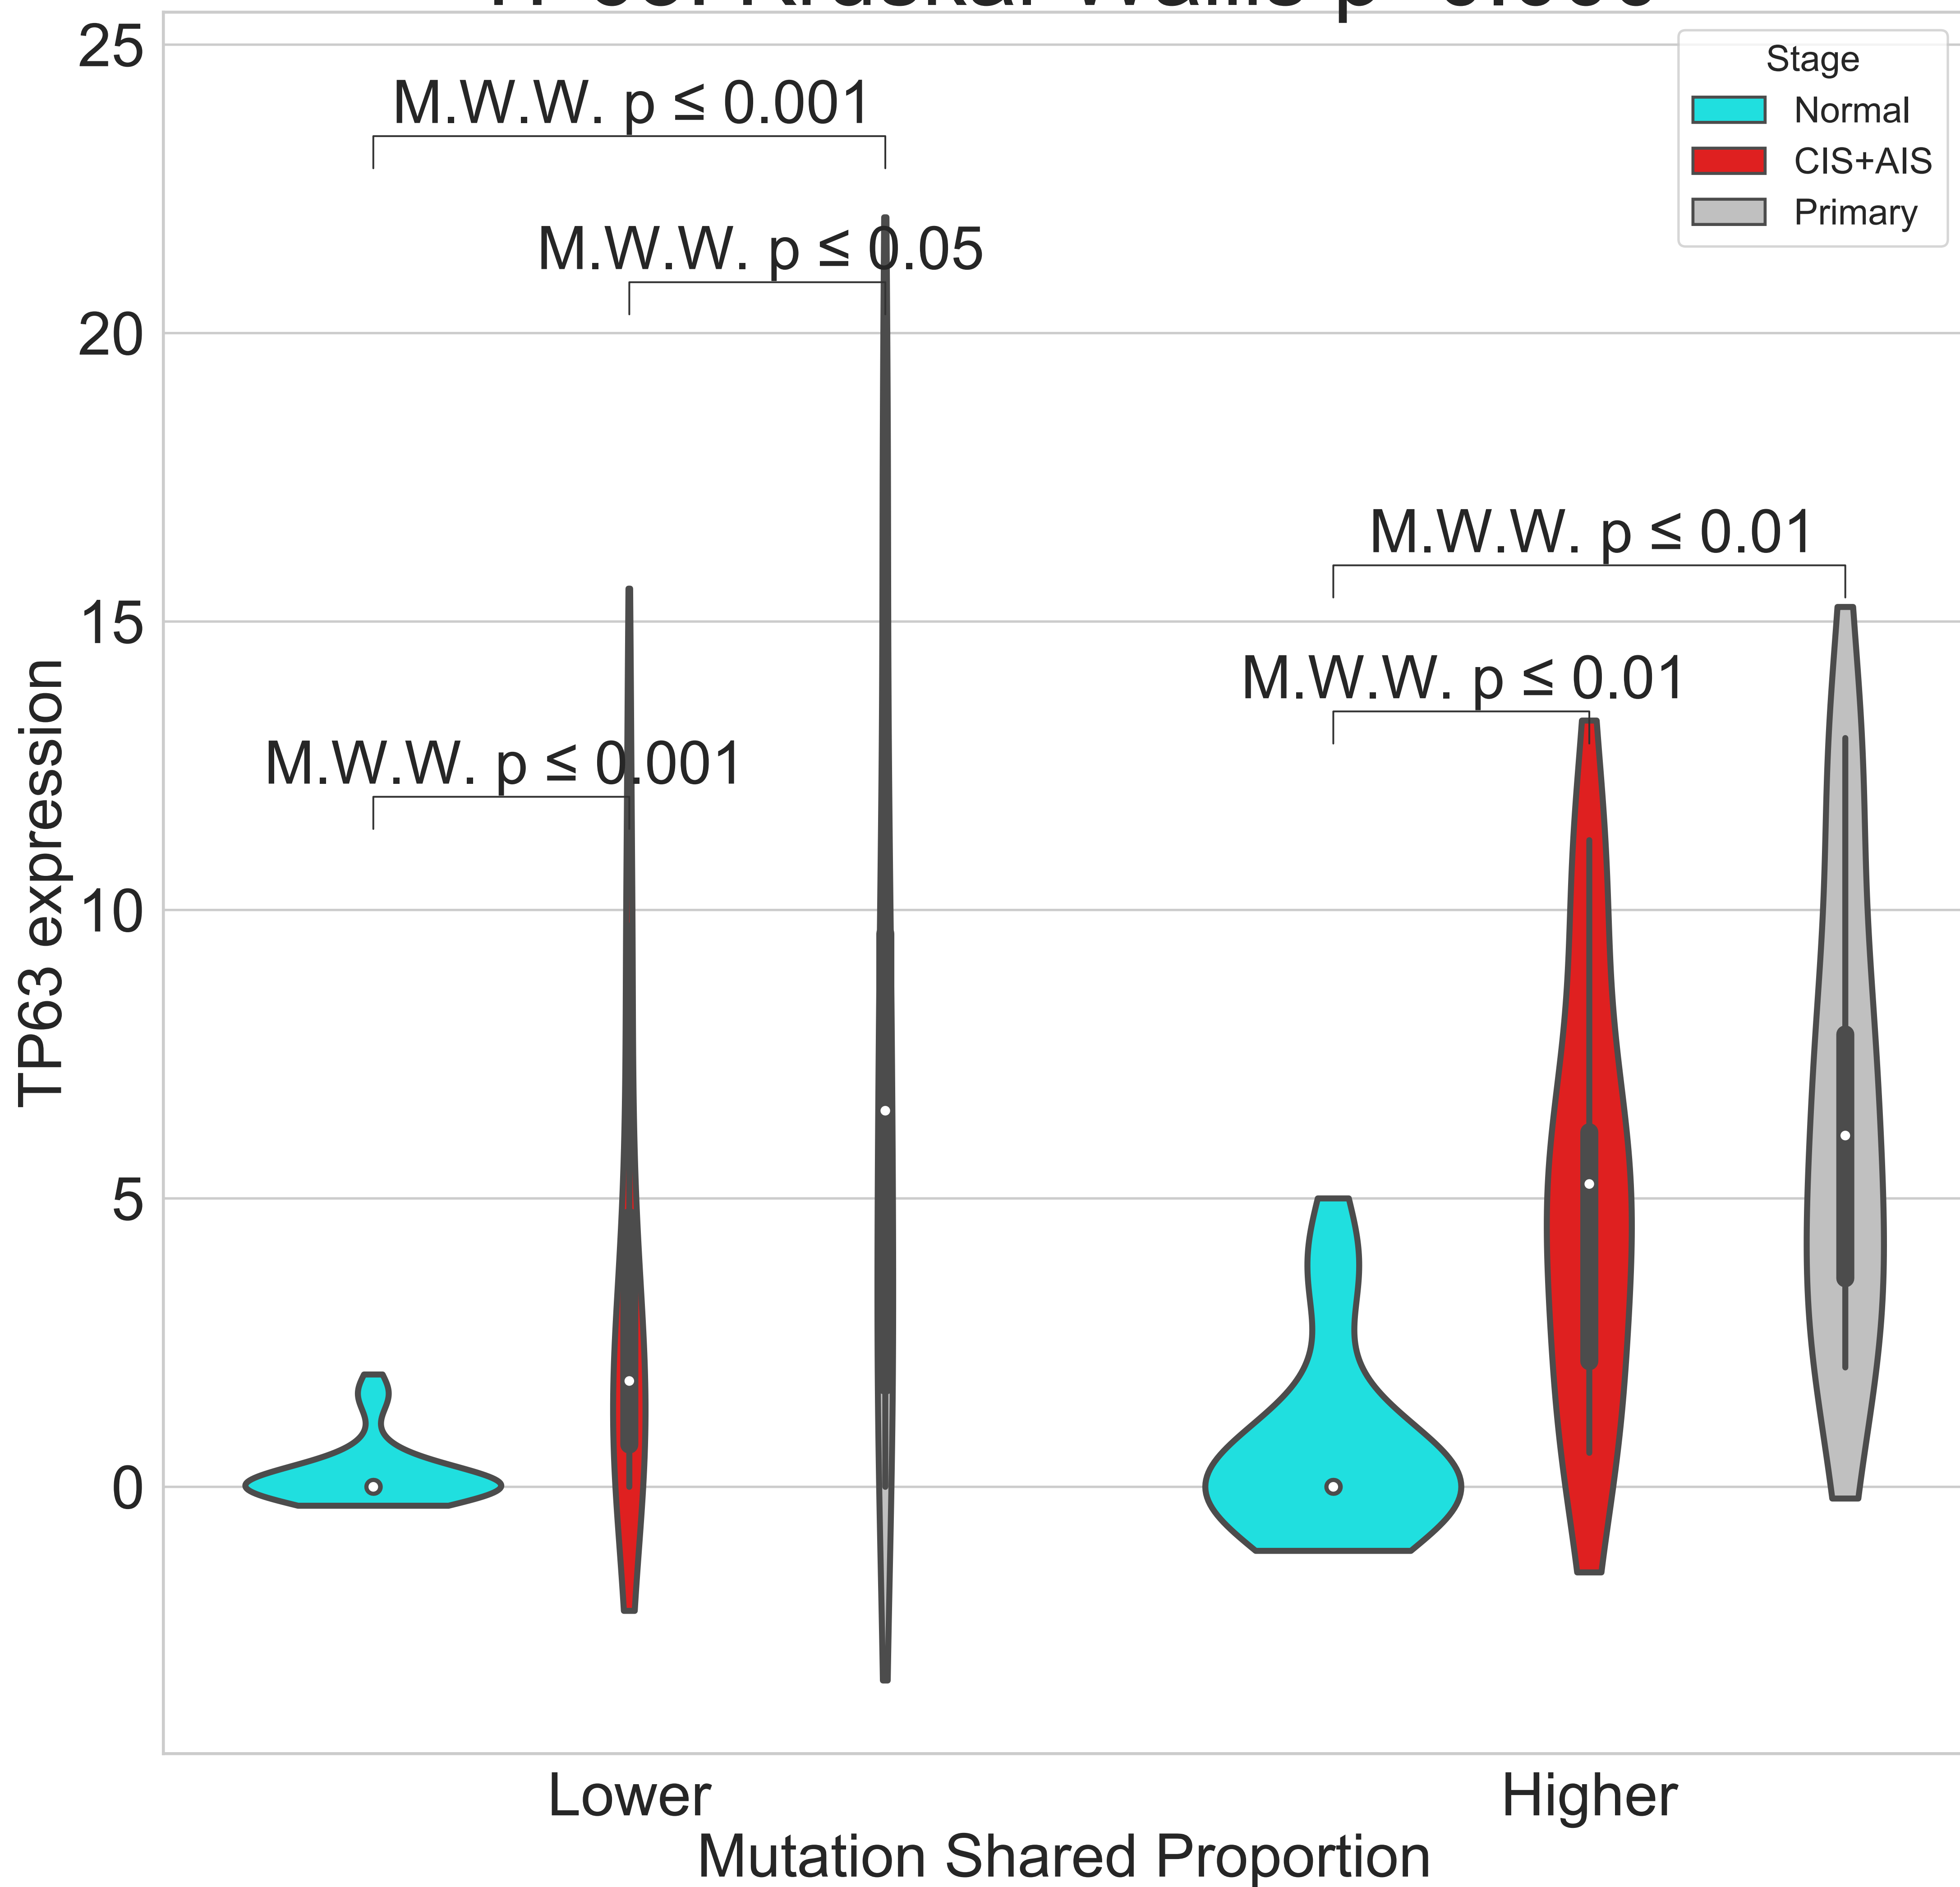 25
20
15
10
5
0
TP63 expression
M.W.W. p ≤ 0.001
M.W.W. p ≤ 0.05
M.W.W. p ≤ 0.001
M.W.W. p ≤ 0.01
M.W.W. p ≤ 0.01
Stage
Normal
CIS+AIS
Primary
Lower
Higher
Mutation Shared Proportion